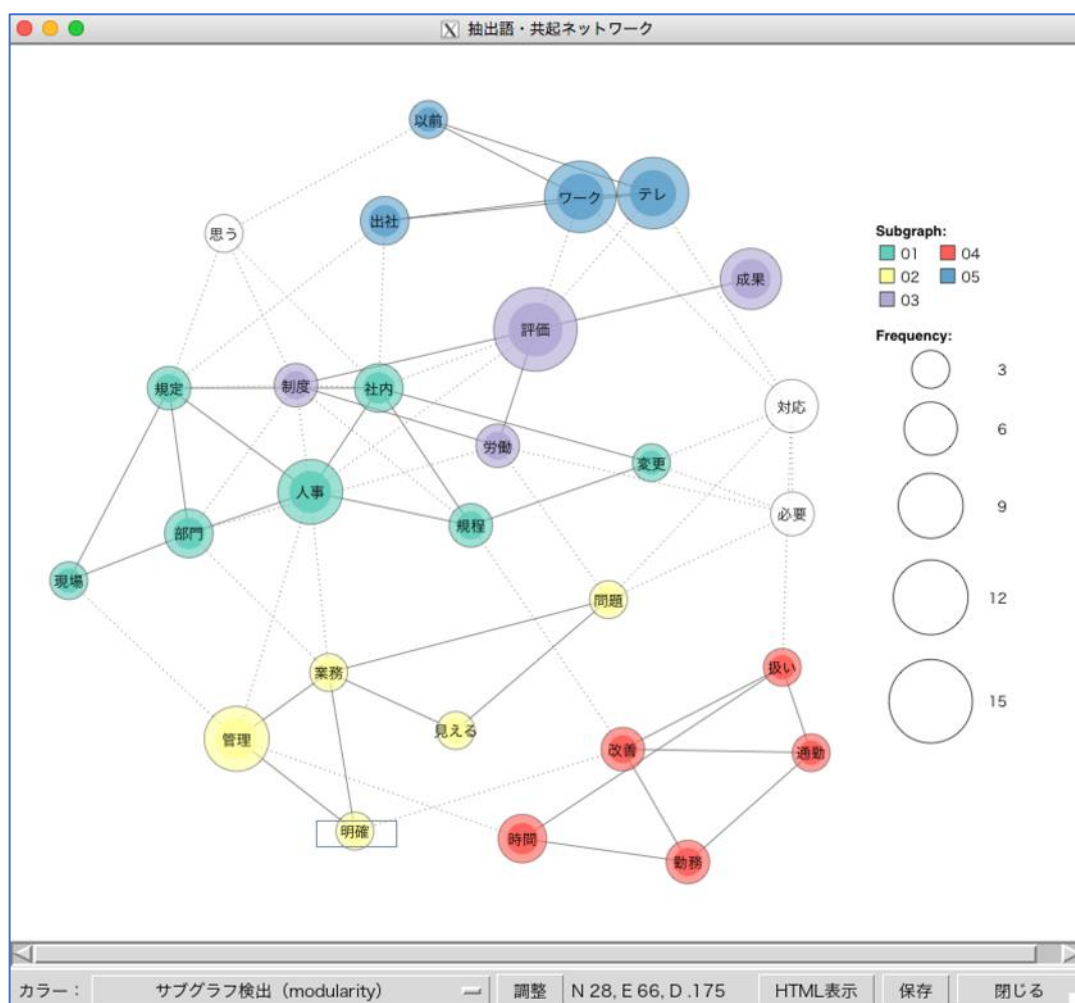 抽出語・共起ネットワーク
以前
ワーク
テレ
出社
思う
成果
評価
規定
制度
社内
対応
労働
変更
人事
必要
規程
部門
現場
問題
業務
扱い
見える
管理
改善
通勤
明確
時間
勤務
Subgraph:
01 04
02 05
03
Frequency:
3
6
9
12
15
カラー： サブグラフ検出（modularity） 調整 N 28, E 66, D .175 HTML表示 保存 閉じる